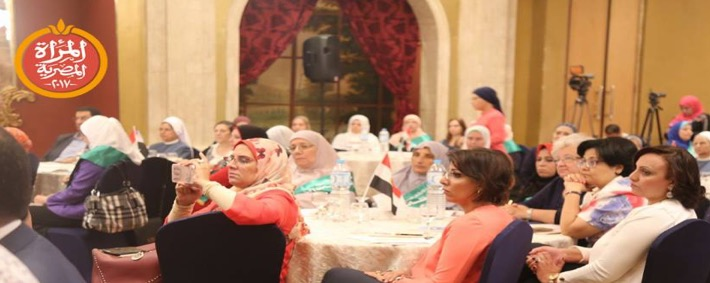 المرأة
المصرية
٢٠١٧